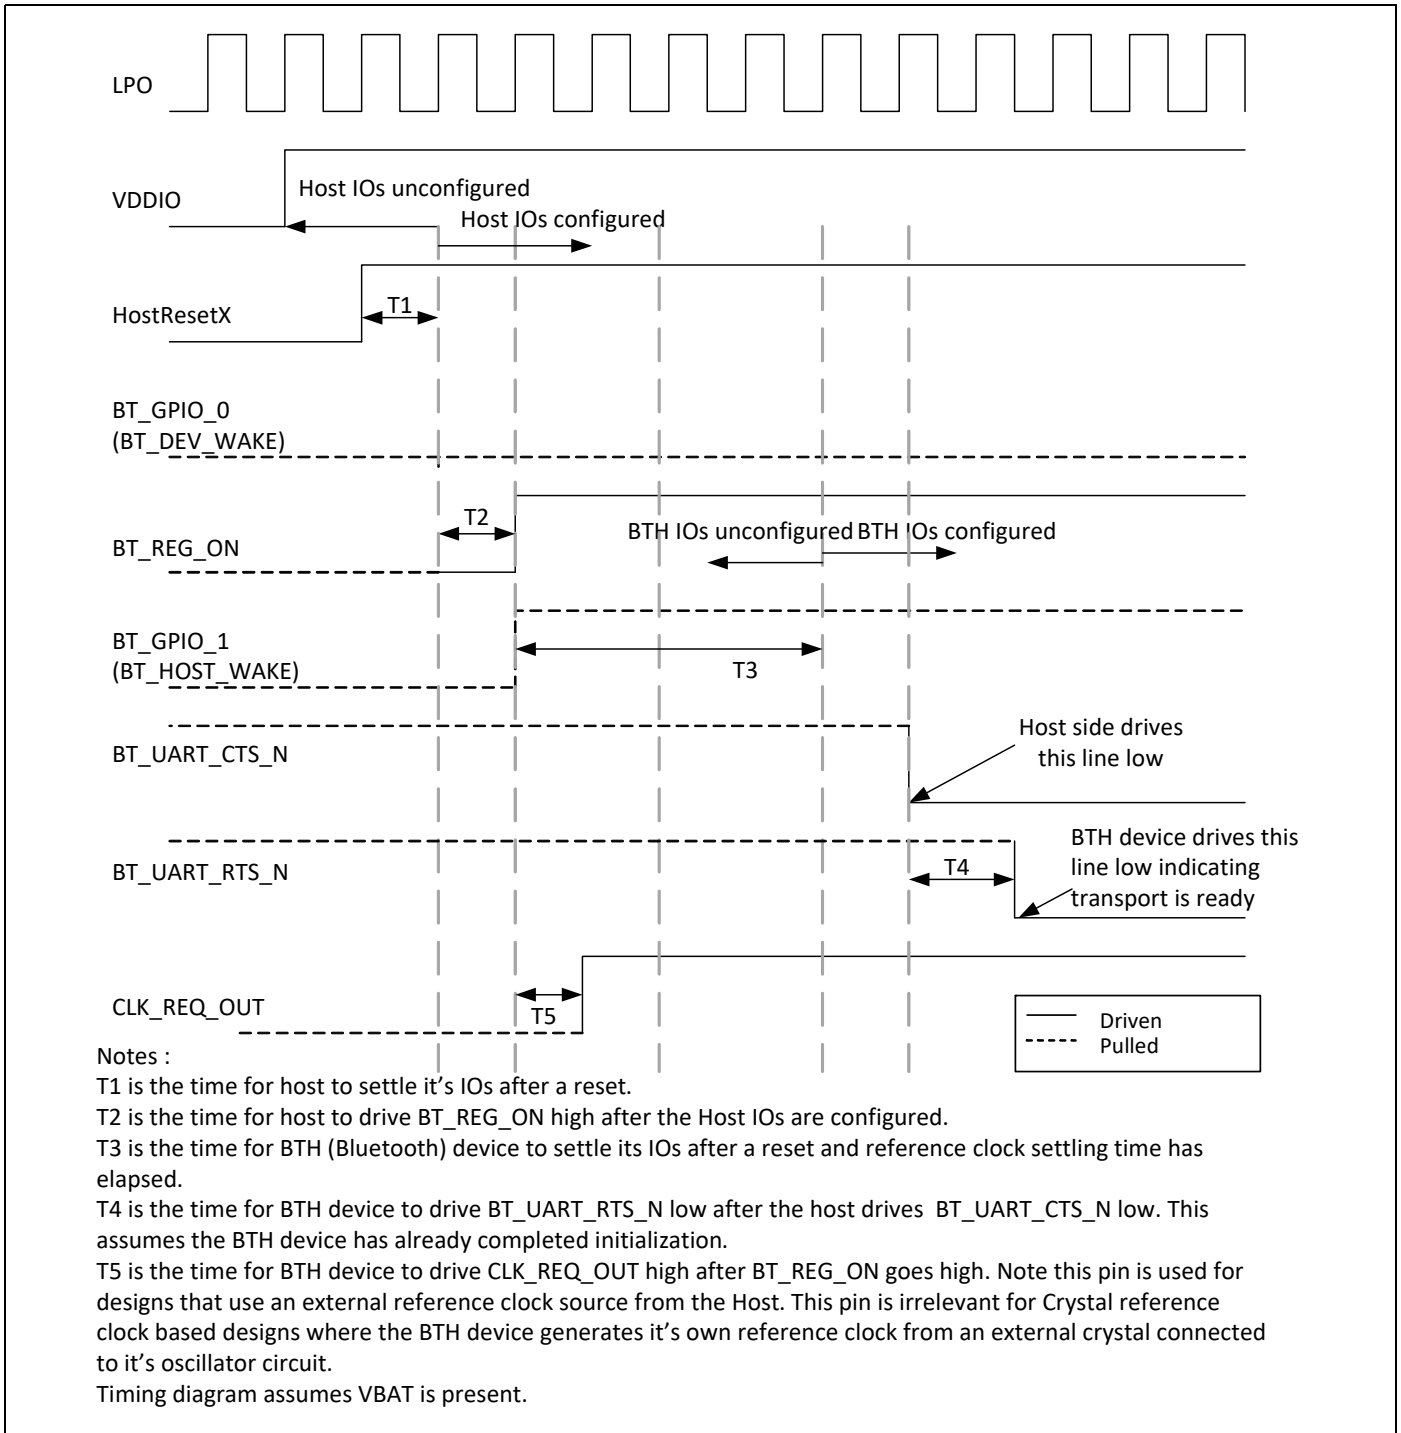 LPO
VDDIO
Host IOs unconfigured
Host IOs configured
HostResetX
T1
BT_GPIO_0
(BT_DEV_WAKE)
T2
BT_REG_ON
BTH IOs unconfigured
BTH IOs configured
BT_GPIO_1
(BT_HOST_WAKE)
T3
BT_UART_CTS_N
Host side drives
this line low
BT_UART_RTS_N
T4
BTH device drives this
line low indicating
transport is ready
CLK_REQ_OUT
T5
Driven
Pulled
Notes :
T1 is the time for host to settle it’s IOs after a reset.
T2 is the time for host to drive BT_REG_ON high after the Host IOs are configured.
T3 is the time for BTH (Bluetooth) device to settle its IOs after a reset and reference clock settling time has
elapsed.
T4 is the time for BTH device to drive BT_UART_RTS_N low after the host drives  BT_UART_CTS_N low. This
assumes the BTH device has already completed initialization.
T5 is the time for BTH device to drive CLK_REQ_OUT high after BT_REG_ON goes high. Note this pin is used for
designs that use an external reference clock source from the Host. This pin is irrelevant for Crystal reference
clock based designs where the BTH device generates it’s own reference clock from an external crystal connected
to it’s oscillator circuit.
Timing diagram assumes VBAT is present.